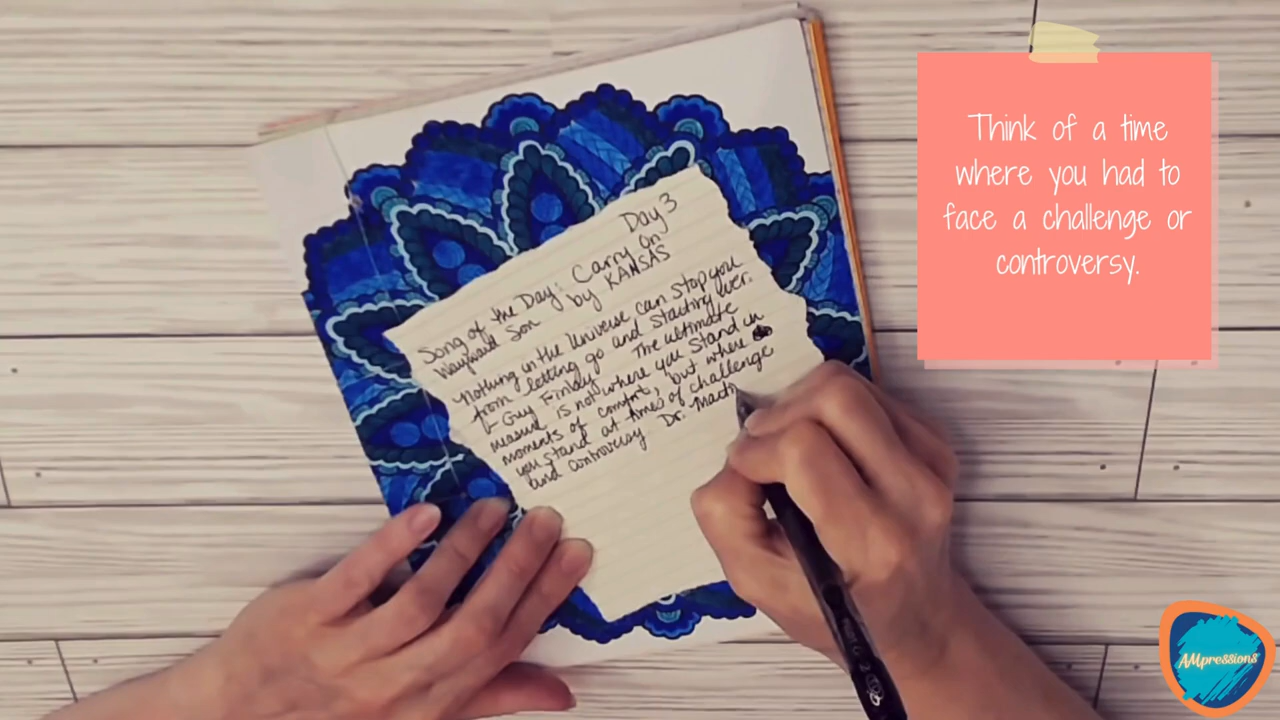 Day 3
Song of the Day: Carry On
Wayward Son by KANSAS
Nothing in the Universe can stop you
from letting go and starting over.
- Guy Finley The ultimate
measure is not where you stand in
moments of comfort, but where
you stand at times of challenge
and controversy Dr. Marti
Think of a time
where you had to
face a challenge or
controversy.
AMpressions